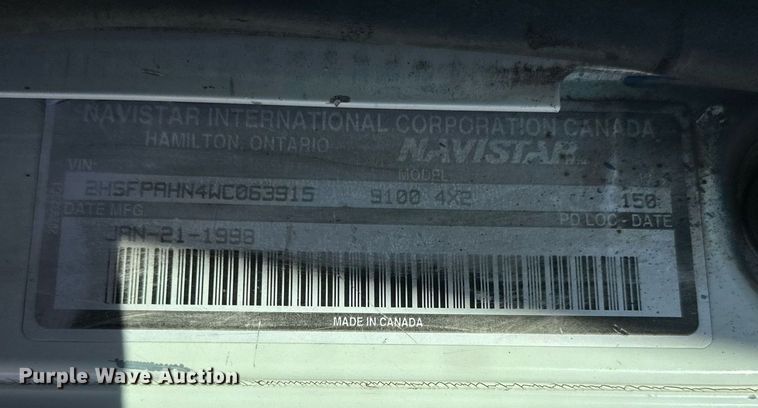 NAVISTAR INTERNATIONAL CORPORATION CANADA
HAMILTON, ONTARIO NAVISTAR
VIN: MODEL
2HSFPAHN4WC063915 9100 4X2 150
DATE MFG PD LOC - DATE
JAN-21-1998
MADE IN CANADA
Purple Wave Auction